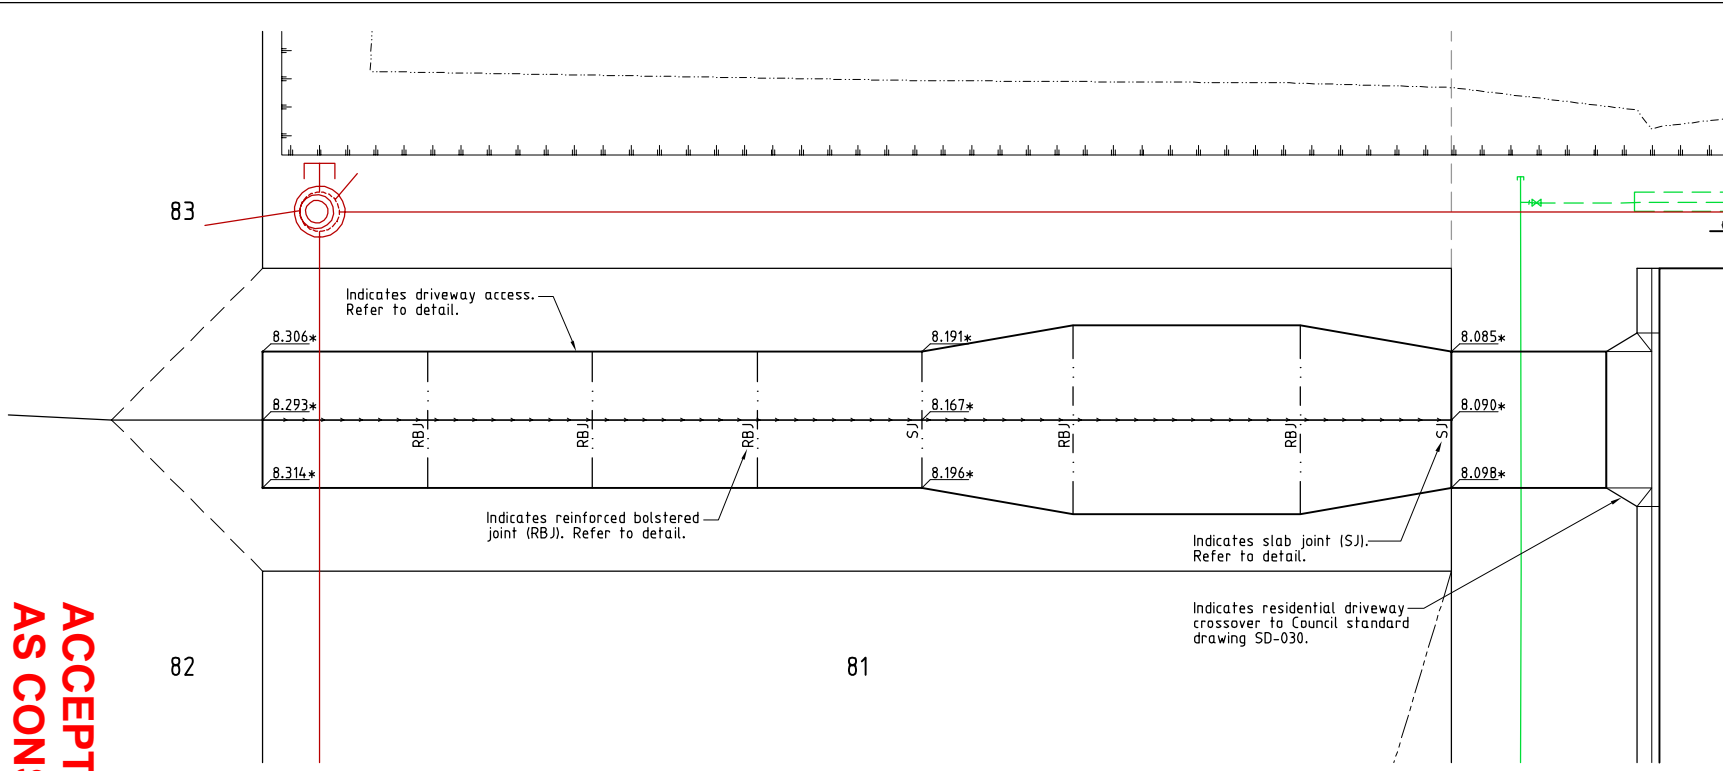 83
Indicates driveway access.
Refer to detail.
8.306*
8.191*
8.085*
8.293*
8.167*
8.090*
RBJ
RBJ
RBJ
SJ
RBJ
RBJ
SJ
8.314*
8.196*
8.098*
Indicates reinforced bolstered
joint (RBJ). Refer to detail.
Indicates slab joint (SJ).
Refer to detail.
Indicates residential driveway
crossover to Council standard
drawing SD-030.
82
81
ACCEPT
AS CONS